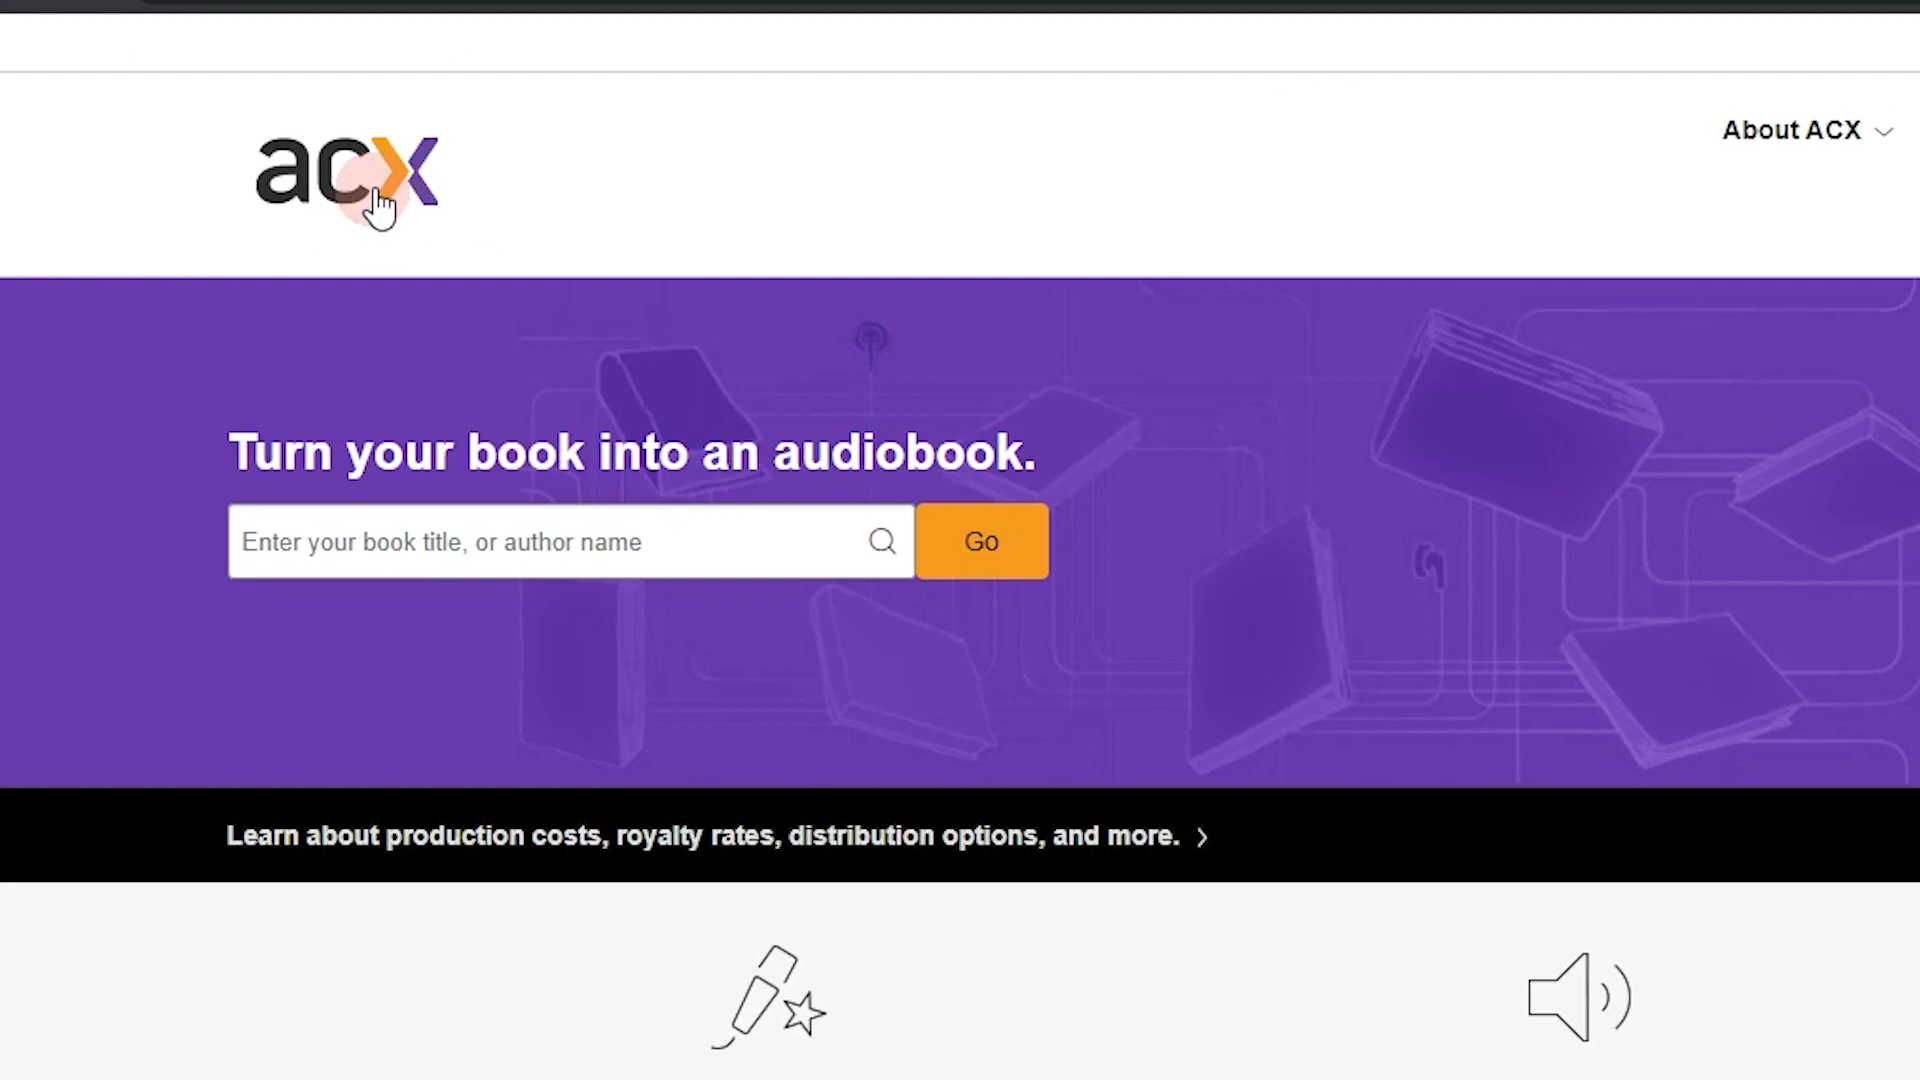 acx
About ACX
Turn your book into an audiobook.
Enter your book title, or author name
Go
Learn about production costs, royalty rates, distribution options, and more.